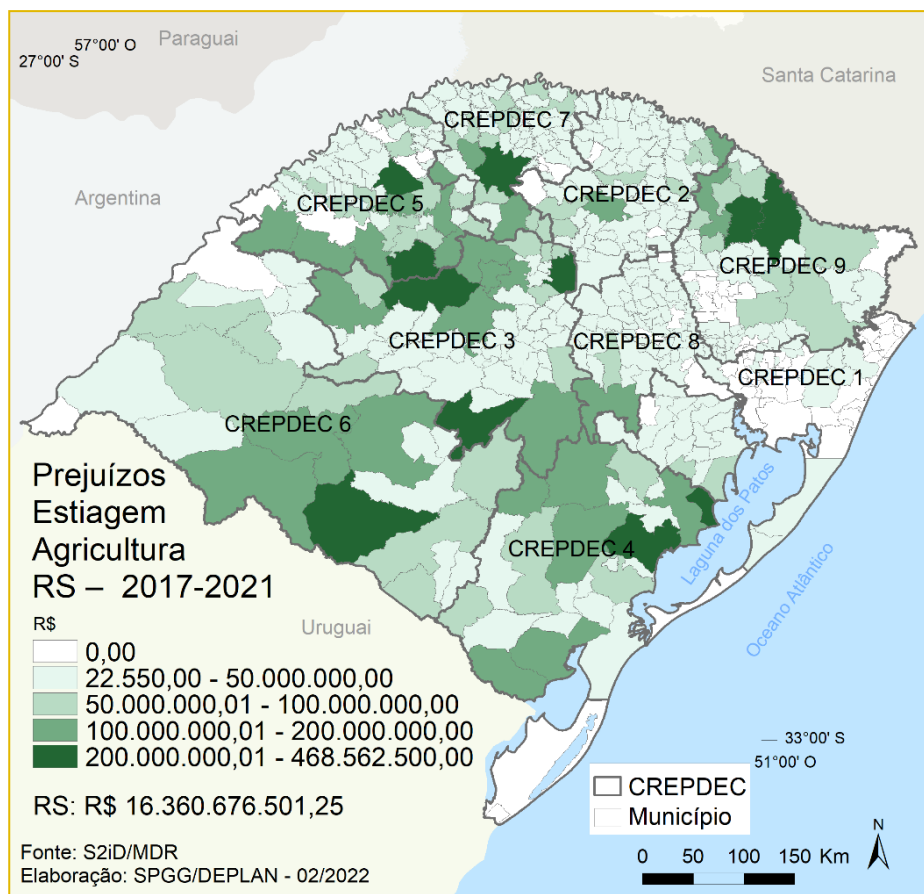 Paraguai
57°00' O
27°00' S
Santa Catarina
Argentina
CREPDEC 7
CREPDEC 5
CREPDEC 2
CREPDEC 9
CREPDEC 3
CREPDEC 8
CREPDEC 1
CREPDEC 6
CREPDEC 4
Laguna dos Patos
Oceano Atlântico
Uruguai
Prejuízos
Estiagem
Agricultura
RS – 2017-2021
R$
0,00
22.550,00 - 50.000.000,00
50.000.000,01 - 100.000.000,00
100.000.000,01 - 200.000.000,00
200.000.000,01 - 468.562.500,00
RS: R$ 16.360.676.501,25
Fonte: S2iD/MDR
Elaboração: SPGG/DEPLAN - 02/2022
33°00' S
51°00' O
CREPDEC
Município
N
0 50 100 150 Km